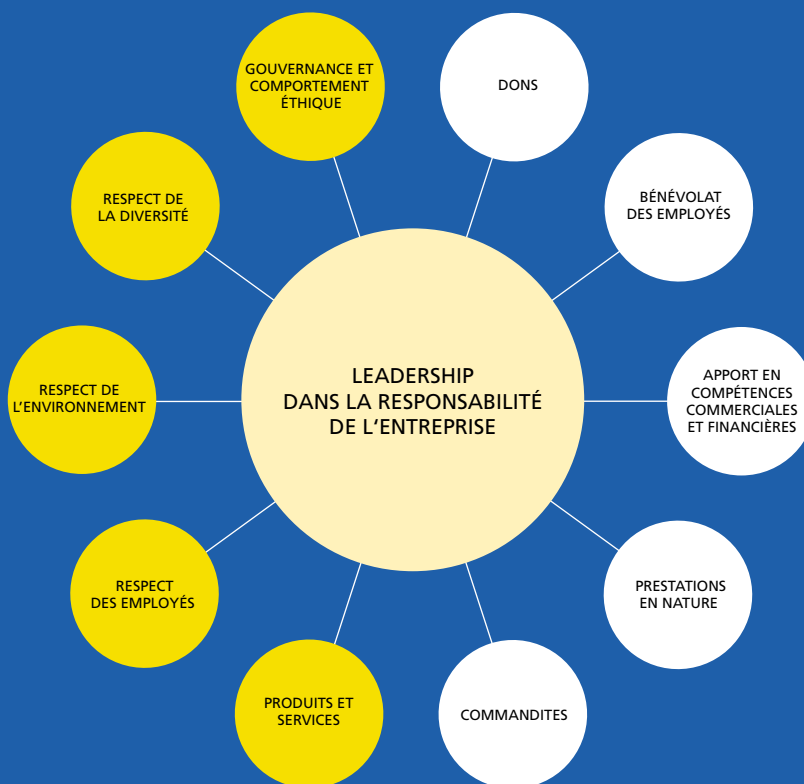 GOUVERNANCE ET
COMPORTEMENT
ÉTHIQUE
DONS
RESPECT DE
LA DIVERSITÉ
BÉNÉVOLAT
DES EMPLOYÉS
LEADERSHIP
DANS LA RESPONSABILITÉ
DE L‘ENTREPRISE
RESPECT DE
L’ENVIRONNEMENT
APPORT EN
COMPÉTENCES
COMMERCIALES
ET FINANCIÈRES
RESPECT
DES EMPLOYÉS
PRESTATIONS
EN NATURE
PRODUITS ET
SERVICES
COMMANDITES